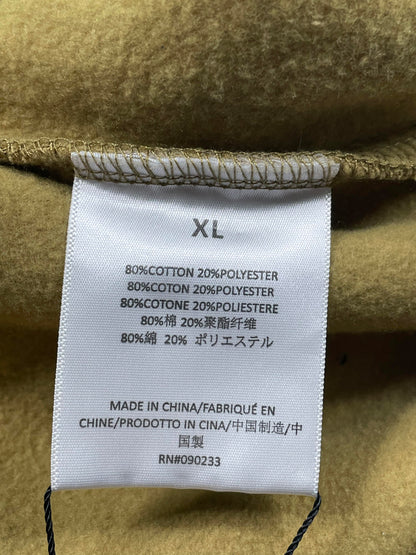 XL
80%COTTON 20%POLYESTER
80%COTON 20%POLYESTER
80%COTONE 20%POLIESTERE
80%棉 20%聚酯纤维
80%綿 20% ポリエステル
MADE IN CHINA/FABRIQUÉ EN
CHINE/PRODOTTO IN CINA/中国制造/中
国製
RN#090233